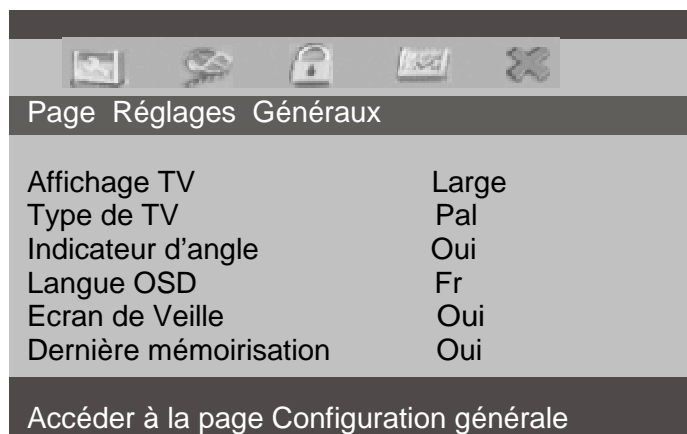 Page Réglages Généraux
Affichage TV Large
Type de TV Pal
Indicateur d’angle Oui
Langue OSD Fr
Ecran de Veille Oui
Dernière mémoirisation Oui
Accéder à la page Configuration générale